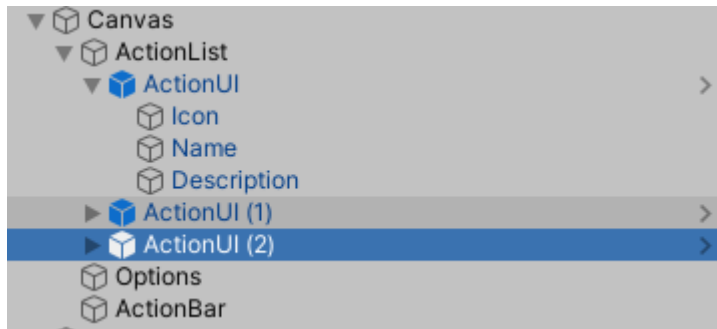 Canvas
ActionList
ActionUI
Icon
Name
Description
ActionUI (1)
ActionUI (2)
Options
ActionBar